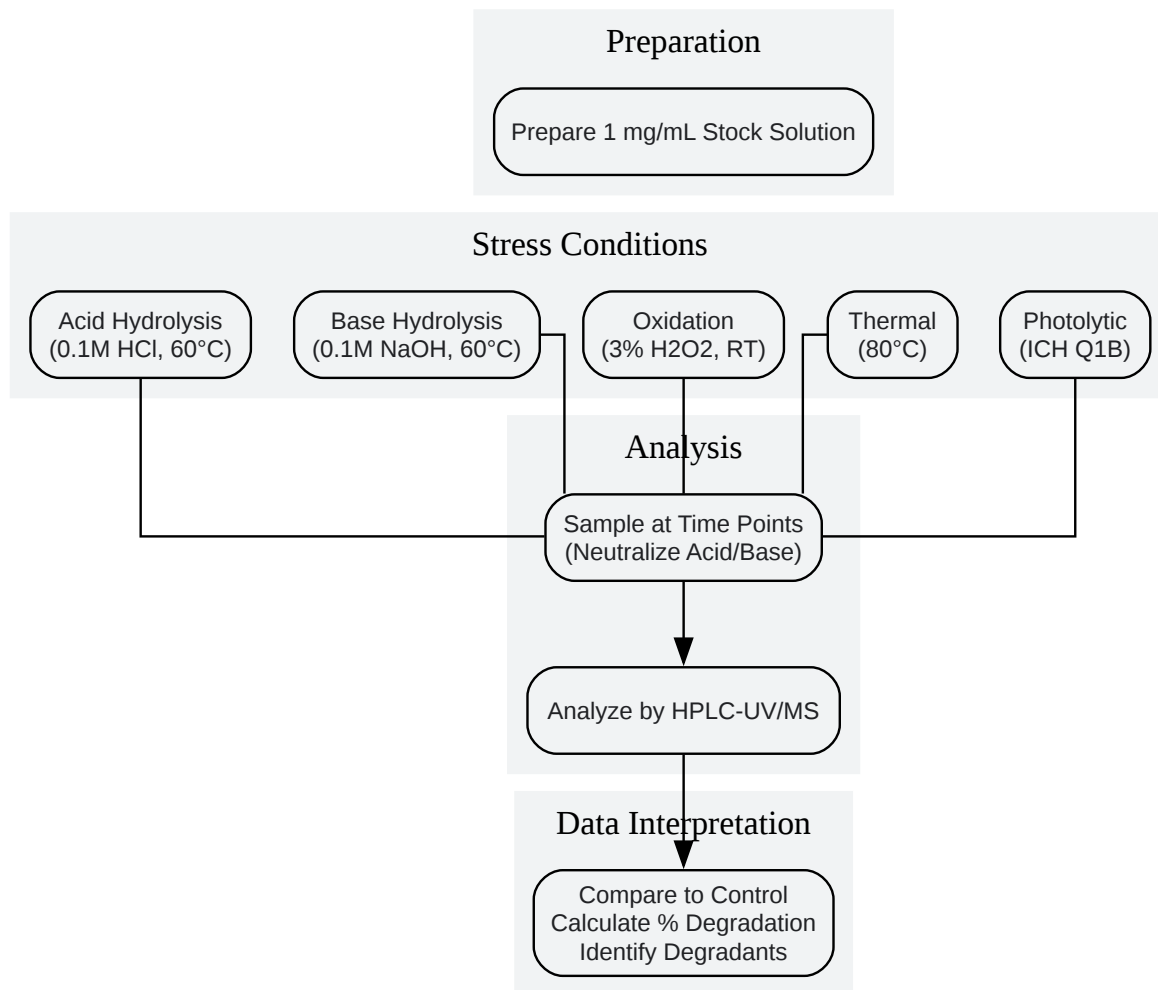 Preparation
Prepare 1 mg/mL Stock Solution
Stress Conditions
Acid Hydrolysis
(0.1M HCl, 60°C)
Base Hydrolysis
(0.1M NaOH, 60°C)
Oxidation
(3% H2O2, RT)
Thermal
(80°C)
Photolytic
(ICH Q1B)
Analysis
Sample at Time Points
(Neutralize Acid/Base)
Analyze by HPLC-UV/MS
Data Interpretation
Compare to Control
Calculate % Degradation
Identify Degradants